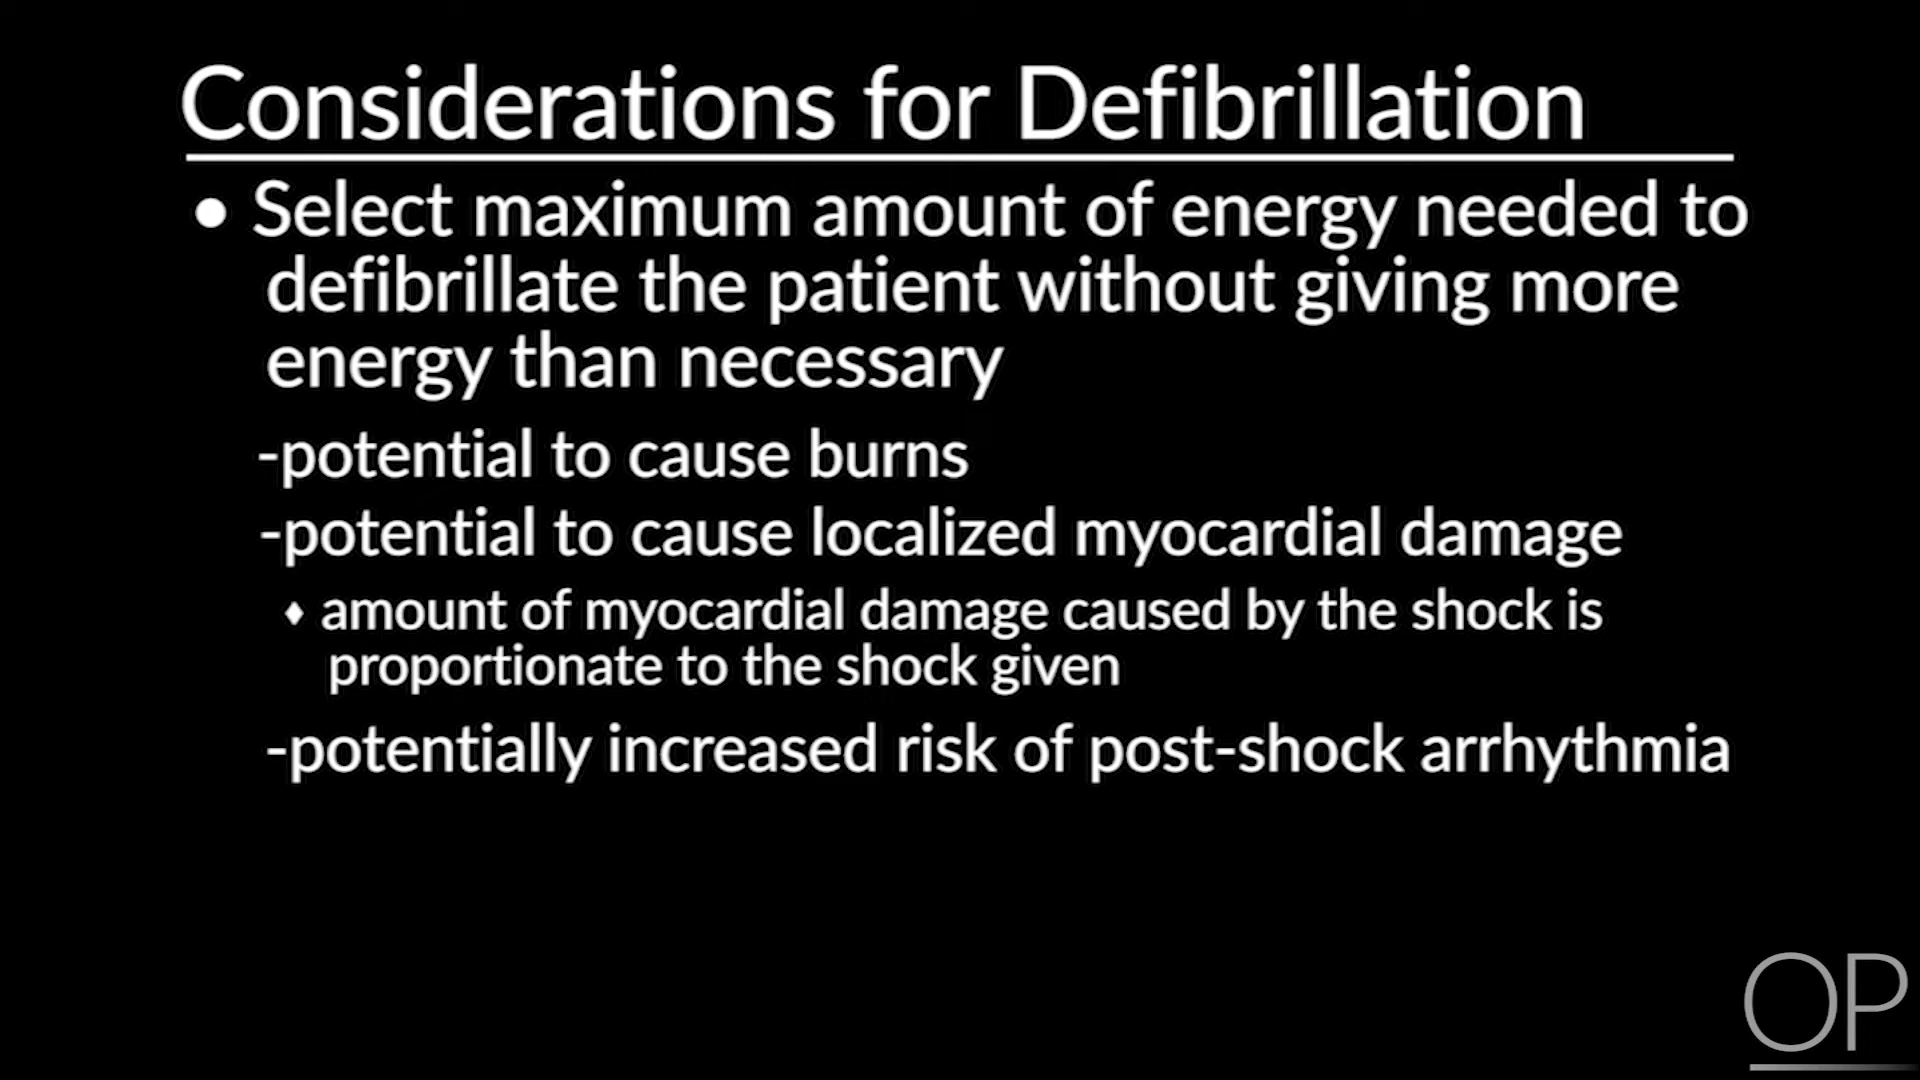 Considerations for Defibrillation
• Select maximum amount of energy needed to
defibrillate the patient without giving more
energy than necessary
-potential to cause burns
-potential to cause localized myocardial damage
♦ amount of myocardial damage caused by the shock is
proportionate to the shock given
-potentially increased risk of post-shock arrhythmia
OP